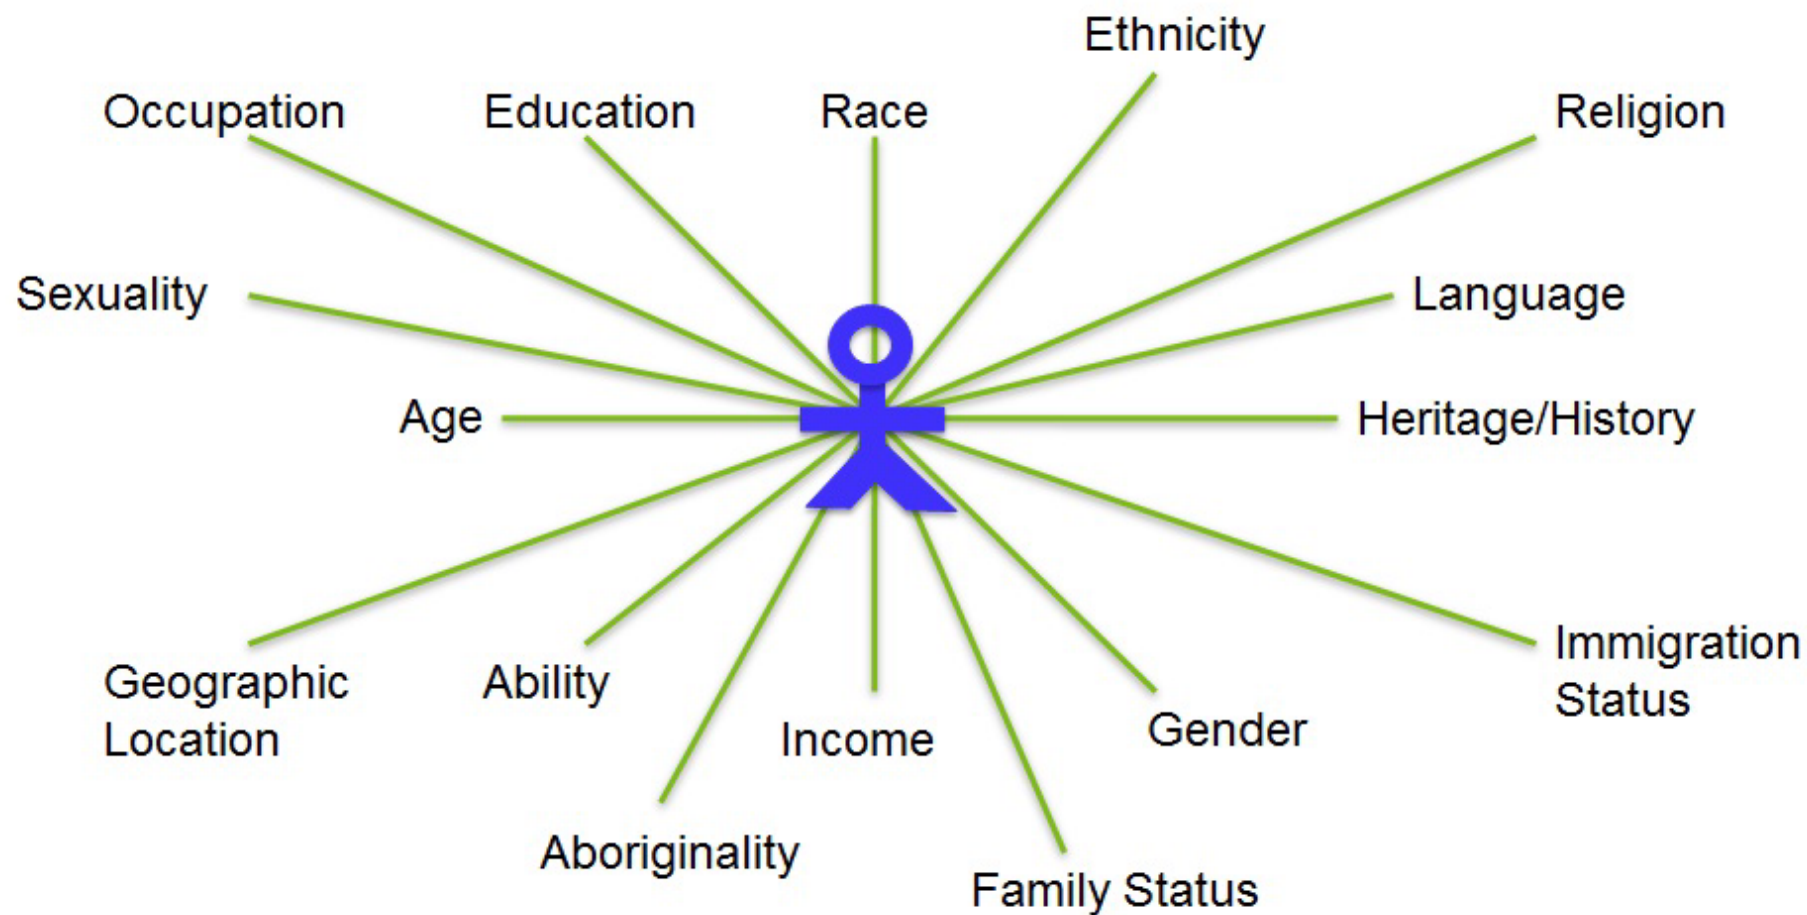 Ethnicity
Occupation
Education
Race
Religion
Sexuality
Language
Age
Heritage/History
Geographic
Location
Ability
Income
Gender
Immigration
Status
Aboriginality
Family Status